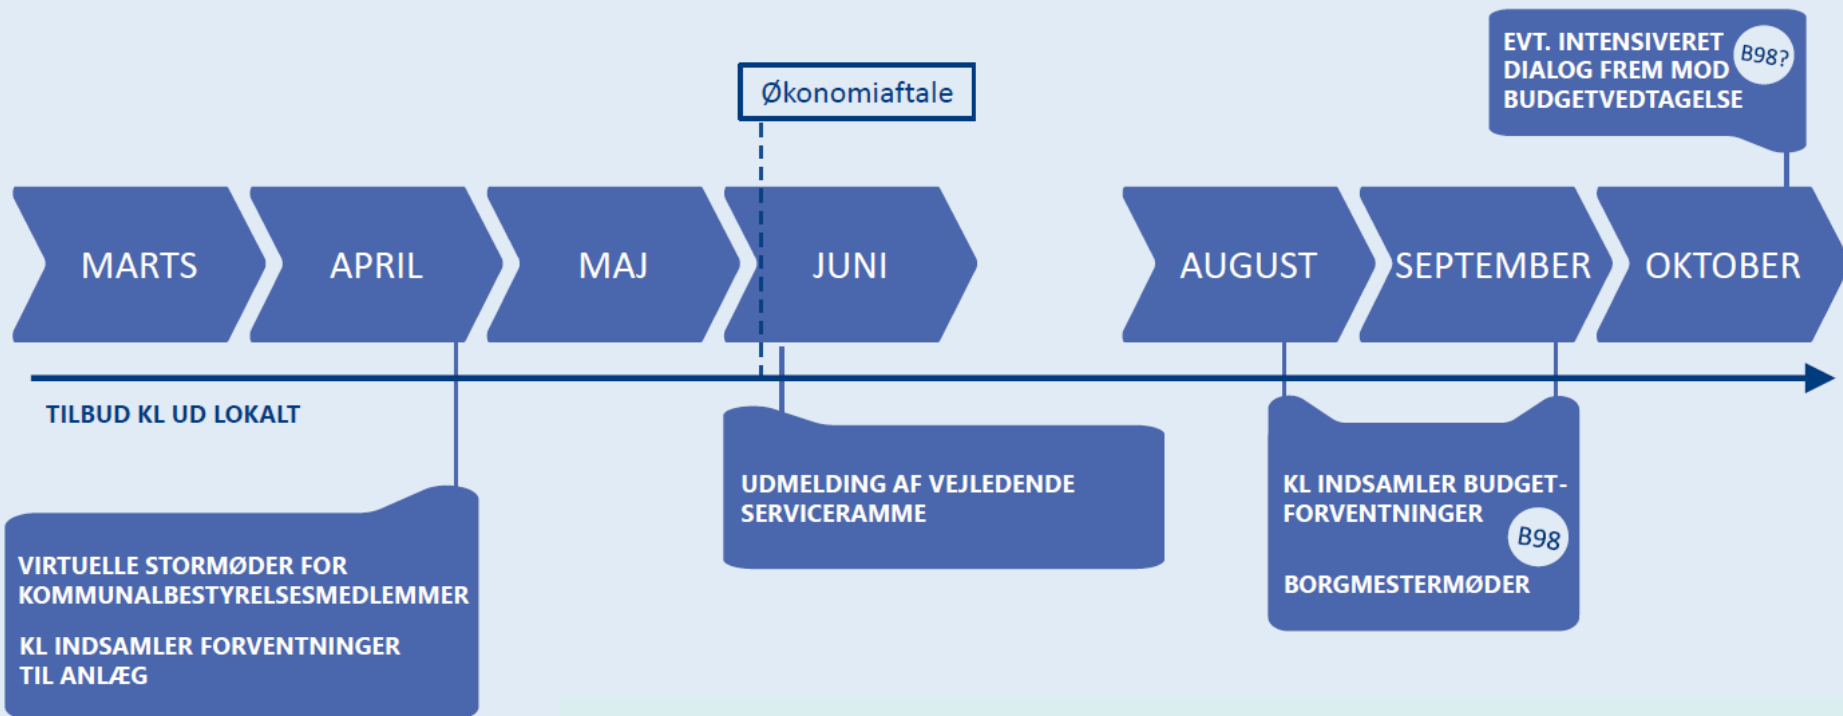 EVT. INTENSIVERET
DIALOG FREM MOD
BUDGETVEDTAGELSE
B98?
Økonomiaftale
MARTS
APRIL
MAJ
JUNI
AUGUST
SEPTEMBER
OKTOBER
TILBUD KL UD LOKALT
VIRTUELLE STORMØDER FOR
KOMMUNALBESTYRELSESMEDLEMMER
KL INDSAMLER FORVENTNINGER
TIL ANLÆG
UDMELDING AF VEJLEDENDE
SERVICERAMME
KL INDSAMLER BUDGET-
FORVENTNINGER
B98
BORGMESTERMØDER